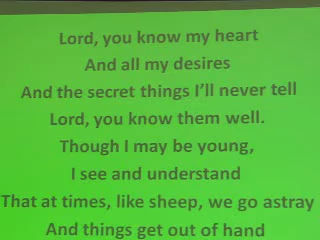 Lord, you know my heart
And all my desires
And the secret things I'll never tell
Lord, you know them well.
Though I may be young,
I see and understand
That at times, like sheep, we go astray
And things get out of hand